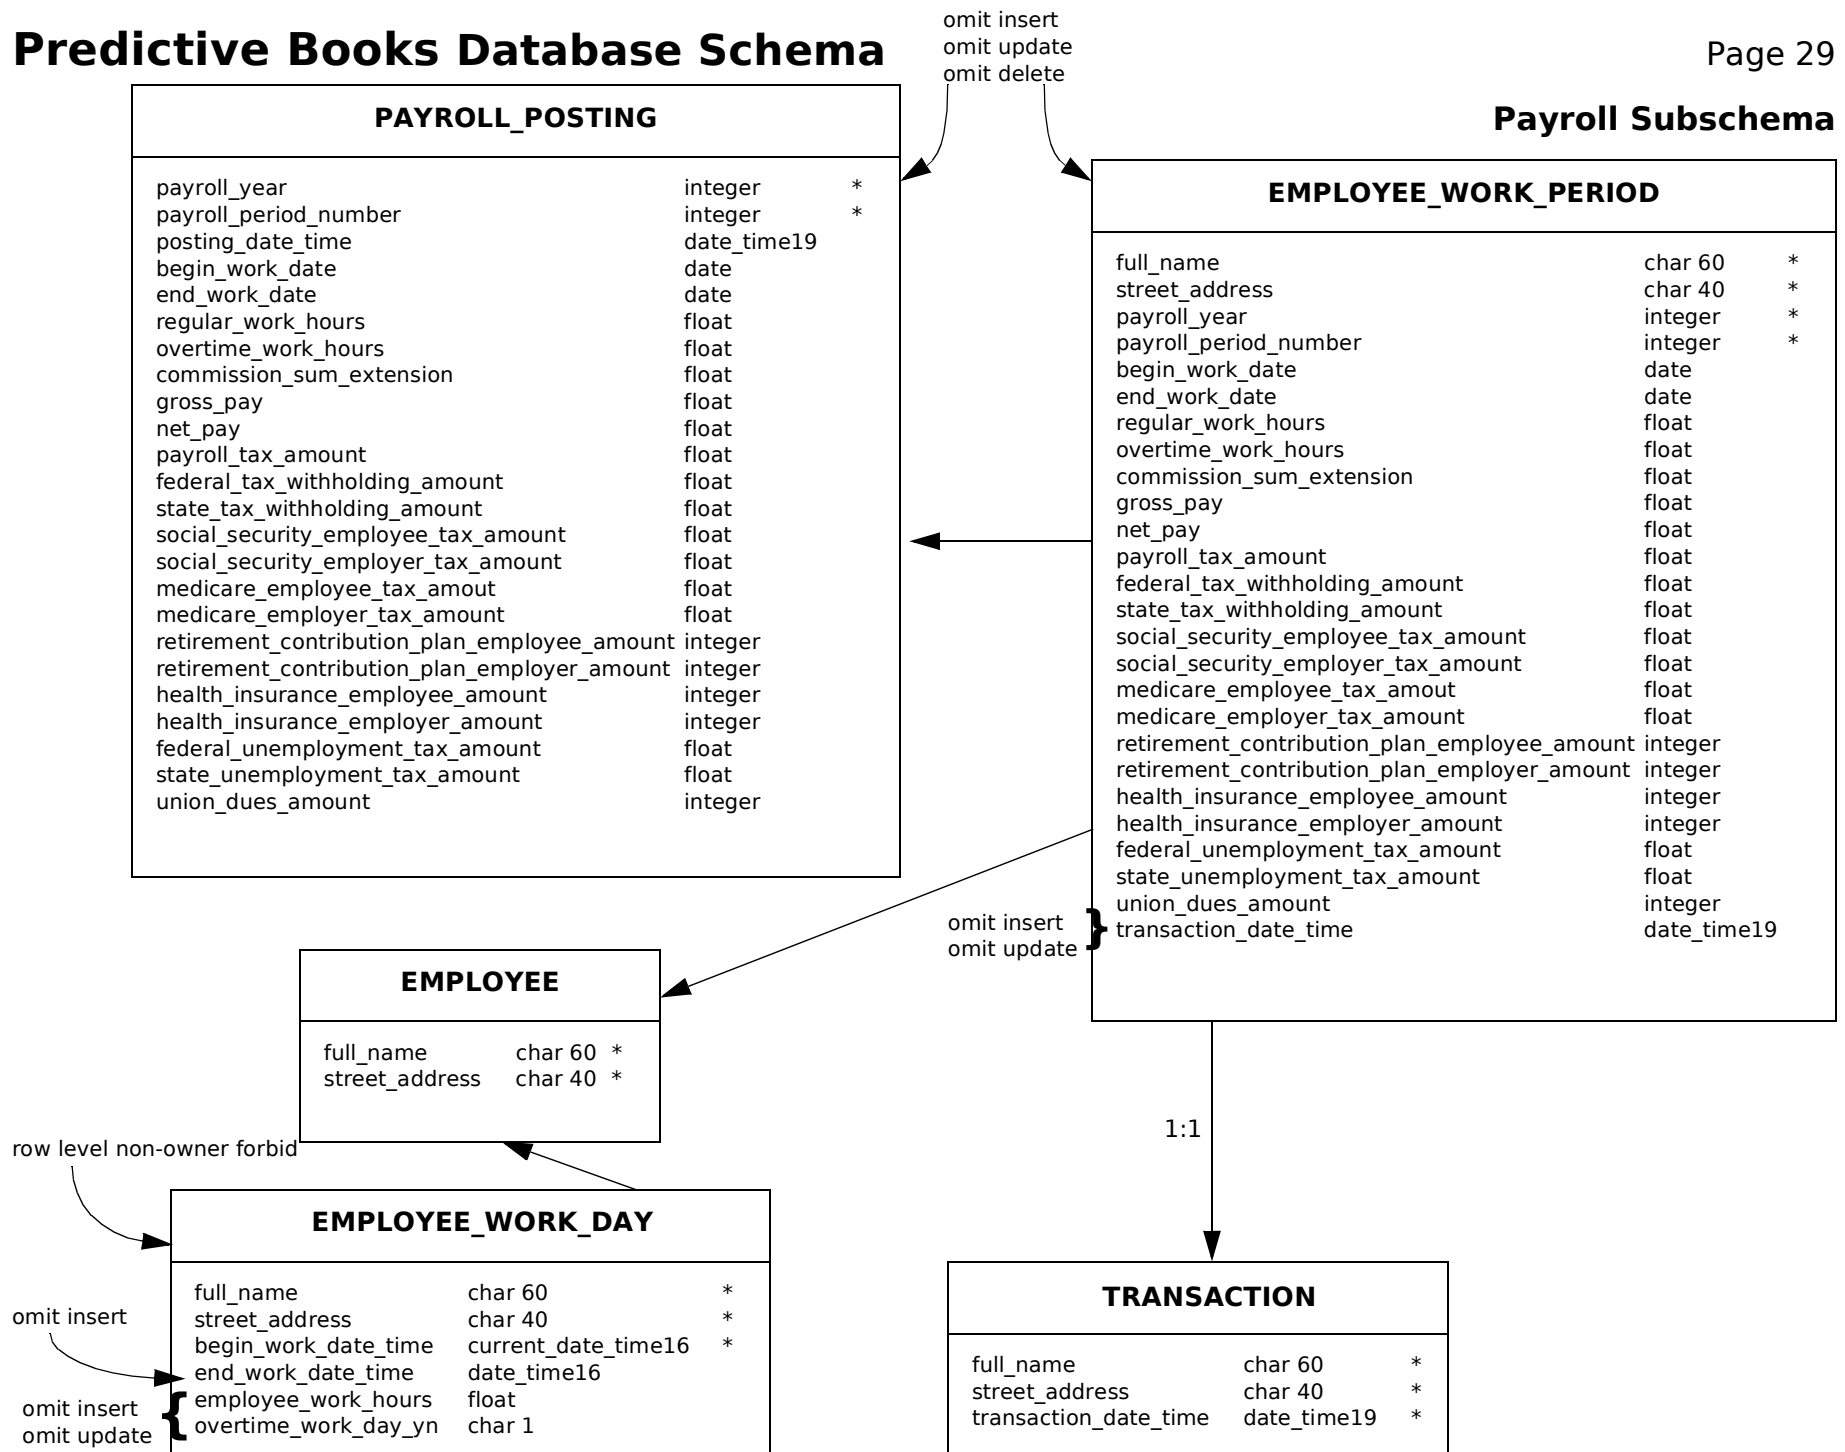 Predictive Books Database Schema
Page 29
Payroll Subschema
omit insert
omit update
omit delete
PAYROLL_POSTING
payroll_year integer *
payroll_period_number integer *
posting_date_time date_time19
begin_work_date date
end_work_date date
regular_work_hours float
overtime_work_hours float
commission_sum_extension float
gross_pay float
net_pay float
payroll_tax_amount float
federal_tax_withholding_amount float
state_tax_withholding_amount float
social_security_employee_tax_amount float
social_security_employer_tax_amount float
medicare_employee_tax_amout float
medicare_employer_tax_amount float
retirement_contribution_plan_employee_amount integer
retirement_contribution_plan_employer_amount integer
health_insurance_employee_amount integer
health_insurance_employer_amount integer
federal_unemployment_tax_amount float
state_unemployment_tax_amount float
union_dues_amount integer
EMPLOYEE_WORK_PERIOD
full_name char 60 *
street_address char 40 *
payroll_year integer *
payroll_period_number integer *
begin_work_date date
end_work_date date
regular_work_hours float
overtime_work_hours float
commission_sum_extension float
gross_pay float
net_pay float
payroll_tax_amount float
federal_tax_withholding_amount float
state_tax_withholding_amount float
social_security_employee_tax_amount float
social_security_employer_tax_amount float
medicare_employee_tax_amout float
medicare_employer_tax_amount float
retirement_contribution_plan_employee_amount integer
retirement_contribution_plan_employer_amount integer
health_insurance_employee_amount integer
health_insurance_employer_amount integer
federal_unemployment_tax_amount float
state_unemployment_tax_amount float
union_dues_amount integer
transaction_date_time date_time19
omit insert
omit update
}
EMPLOYEE
full_name char 60 *
street_address char 40 *
row level non-owner forbid
1:1
EMPLOYEE_WORK_DAY
full_name char 60 *
street_address char 40 *
begin_work_date_time current_date_time16 *
end_work_date_time date_time16
employee_work_hours float
overtime_work_day_yn char 1
omit insert
omit insert
omit update
{
TRANSACTION
full_name char 60 *
street_address char 40 *
transaction_date_time date_time19 *